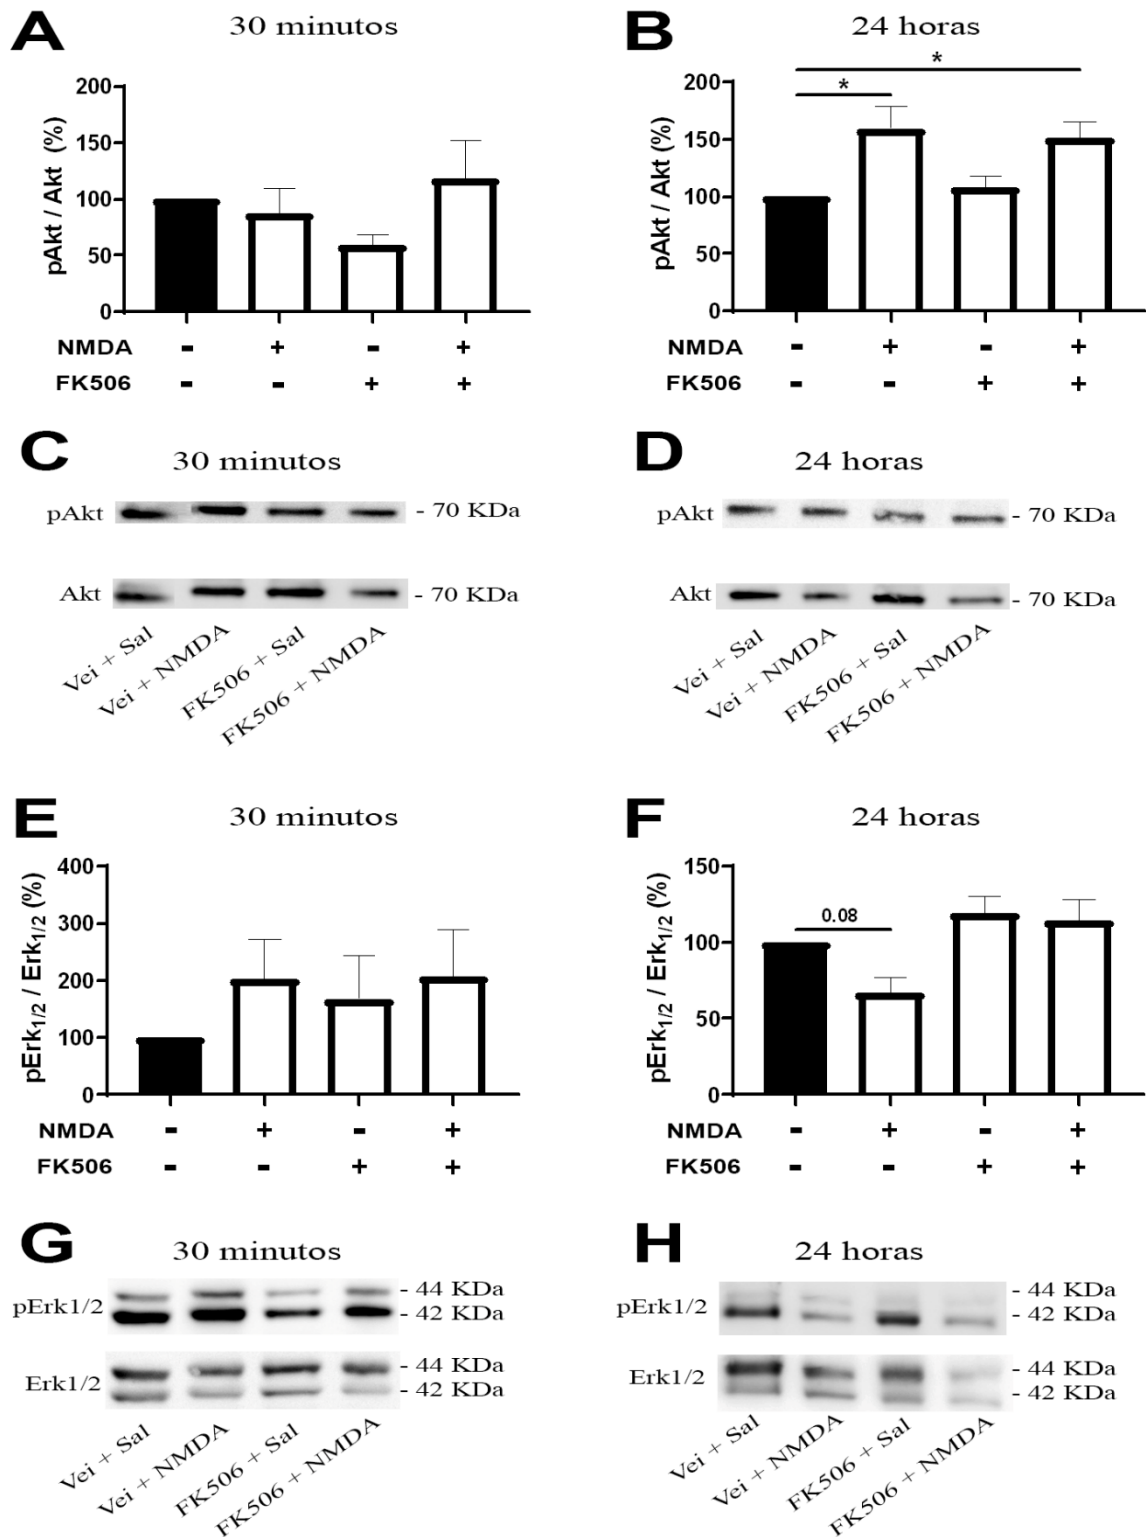 A 30 minutos
pAkt / Akt (%)
200
150
100
50
0
NMDA - + - +
FK506 - - + +
B 24 horas
pAkt / Akt (%)
200
150
100
50
0
*
*
NMDA - + - +
FK506 - - + +
C 30 minutos
pAkt - 70 KDa
Akt - 70 KDa
Vei + Sal
Vei + NMDA
FK506 + Sal
FK506 + NMDA
D 24 horas
pAkt - 70 KDa
Akt - 70 KDa
Vei + Sal
Vei + NMDA
FK506 + Sal
FK506 + NMDA
E 30 minutos
pErk1/2 / Erk1/2 (%)
400
300
200
100
0
NMDA - + - +
FK506 - - + +
F 24 horas
pErk1/2 / Erk1/2 (%)
150
100
50
0
0.08
NMDA - + - +
FK506 - - + +
G 30 minutos
pErk1/2 - 44 KDa
- 42 KDa
Erk1/2 - 44 KDa
- 42 KDa
Vei + Sal
Vei + NMDA
FK506 + Sal
FK506 + NMDA
H 24 horas
pErk1/2 - 44 KDa
- 42 KDa
Erk1/2 - 44 KDa
- 42 KDa
Vei + Sal
Vei + NMDA
FK506 + Sal
FK506 + NMDA